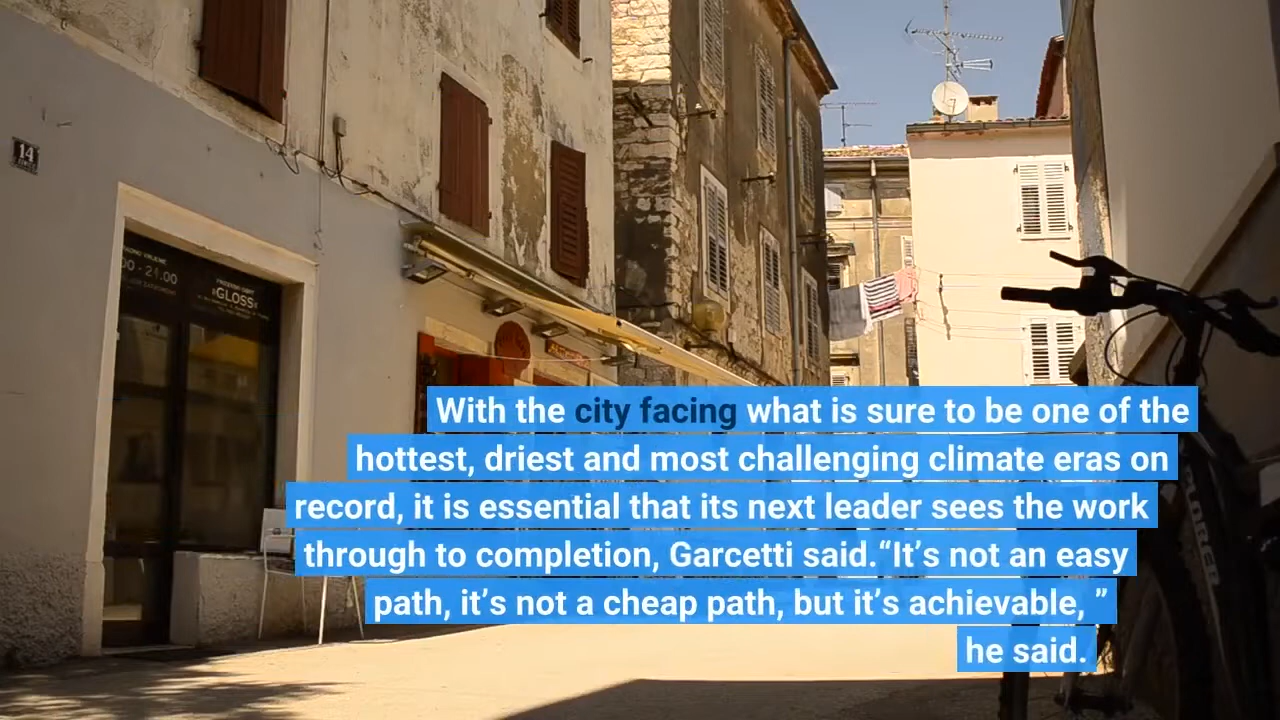 14
00 - 21.00
GLOSS
With the city facing what is sure to be one of the
hottest, driest and most challenging climate eras on
record, it is essential that its next leader sees the work
through to completion, Garcetti said.“It’s not an easy
path, it’s not a cheap path, but it’s achievable, ”
he said.